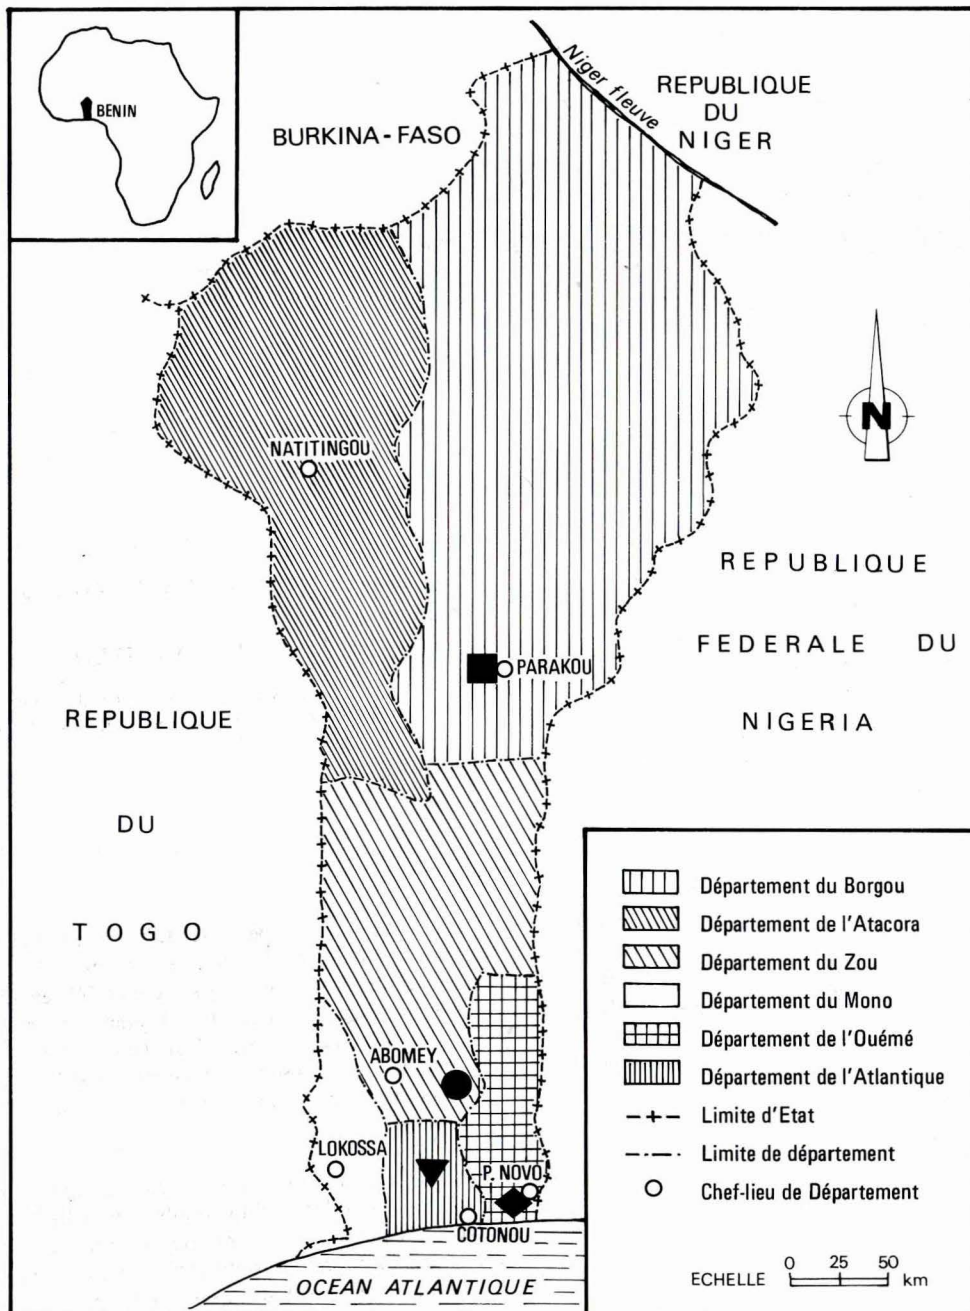 BENIN
BURKINA-FASO
Niger fleuve
REPUBLIQUE
DU
NIGER
NATITINGOU
N
REPUBLIQUE
FEDERALE DU
NIGERIA
PARAKOU
REPUBLIQUE
DU
TOGO
ABOMEY
LOKOSSA
P. NOVO
COTONOU
OCEAN ATLANTIQUE
Département du Borgou
Département de l'Atacora
Département du Zou
Département du Mono
Département de l'Ouémé
Département de l'Atlantique
Limite d'Etat
Limite de département
Chef-lieu de Département
ECHELLE 0 25 50
km